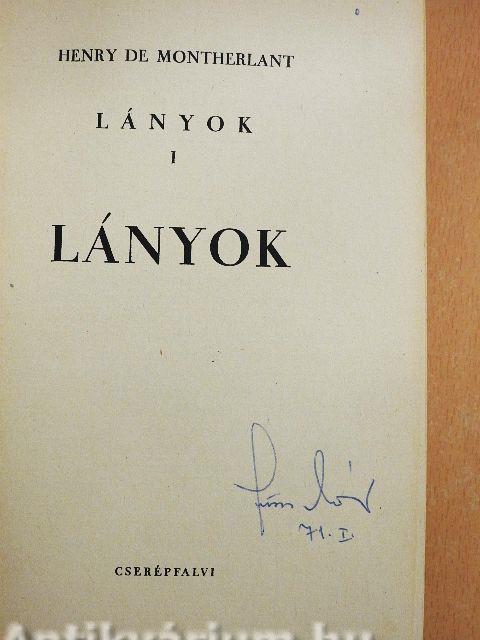 HENRY DE MONTHERLANT
LÁNYOK
I
LÁNYOK
71. I.
CSERÉPFALVI
Antikvárium.hu